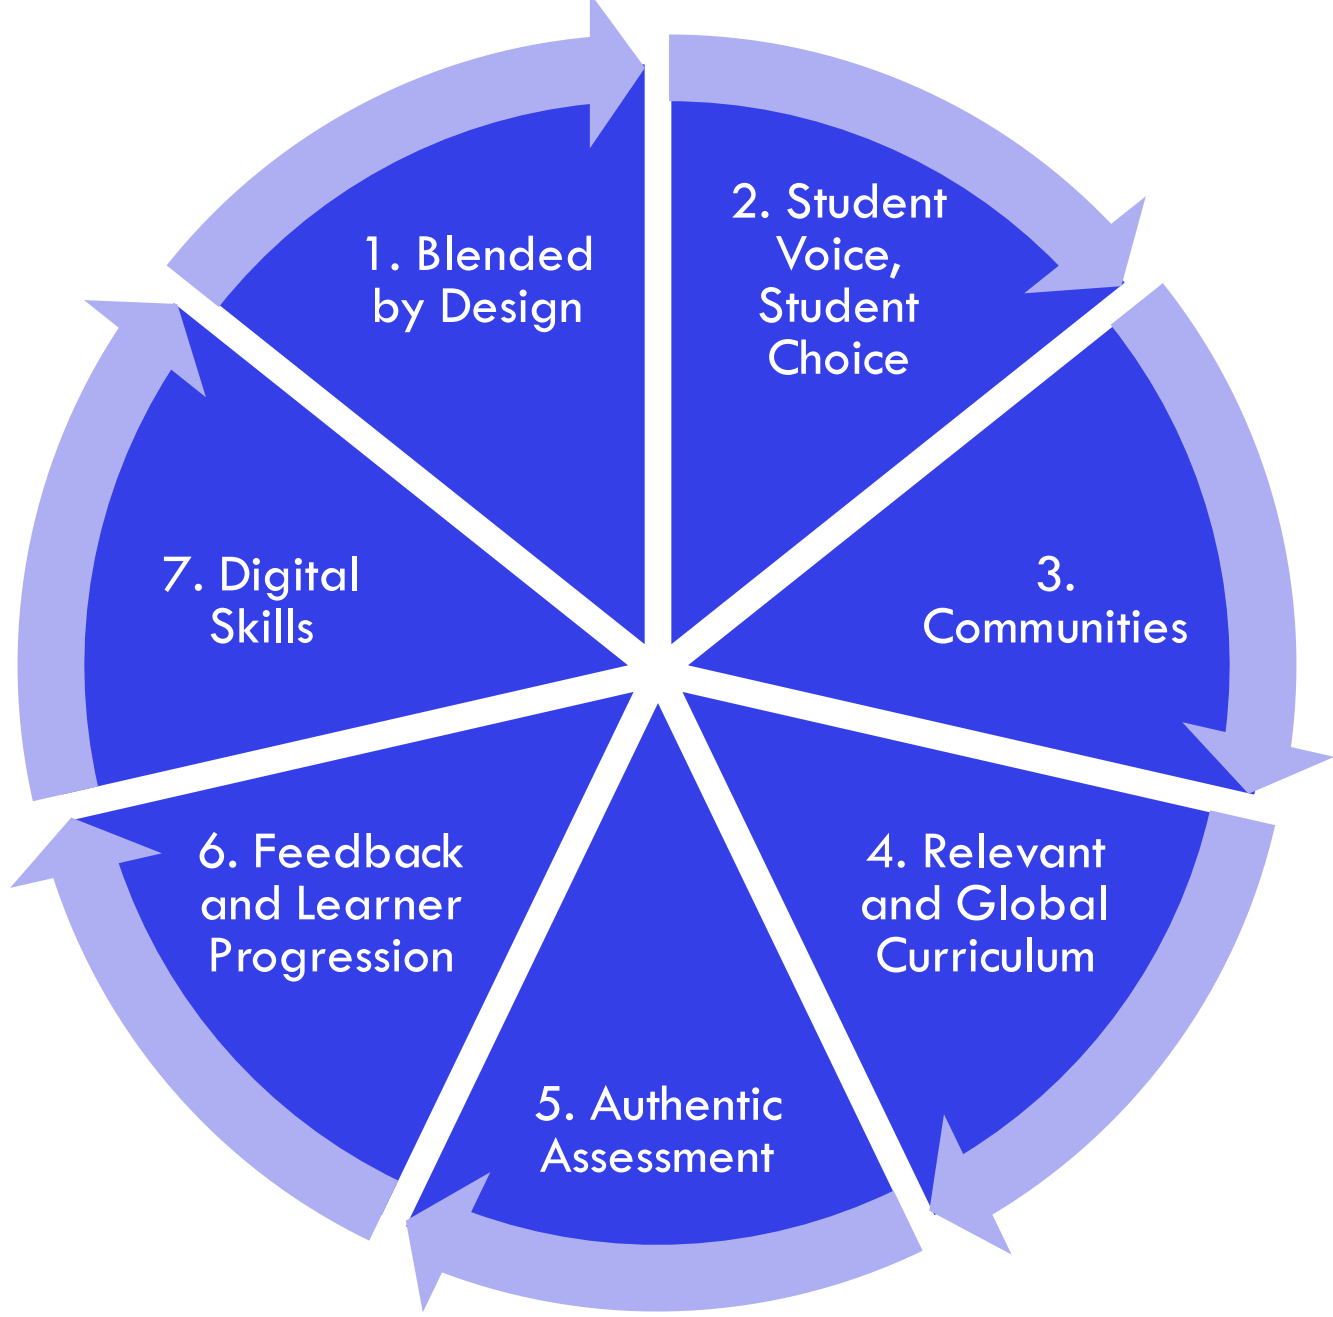 1. Blended
by Design
2. Student
Voice,
Student
Choice
3.
Communities
4. Relevant
and Global
Curriculum
5. Authentic
Assessment
6. Feedback
and Learner
Progression
7. Digital
Skills